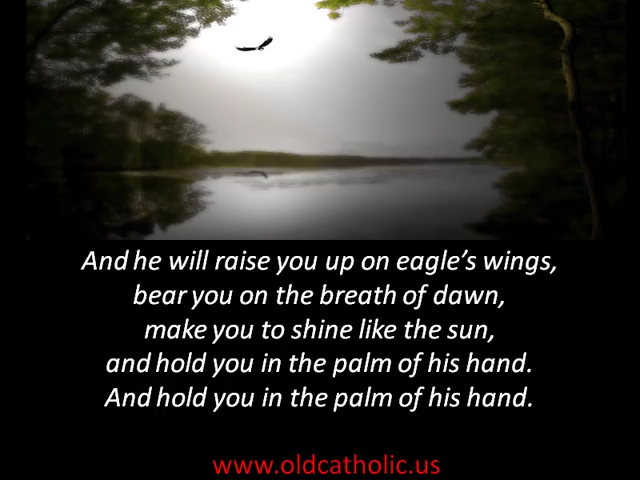 And he will raise you up on eagle’s wings,
bear you on the breath of dawn,
make you to shine like the sun,
and hold you in the palm of his hand.
And hold you in the palm of his hand.
www.oldcatholic.us